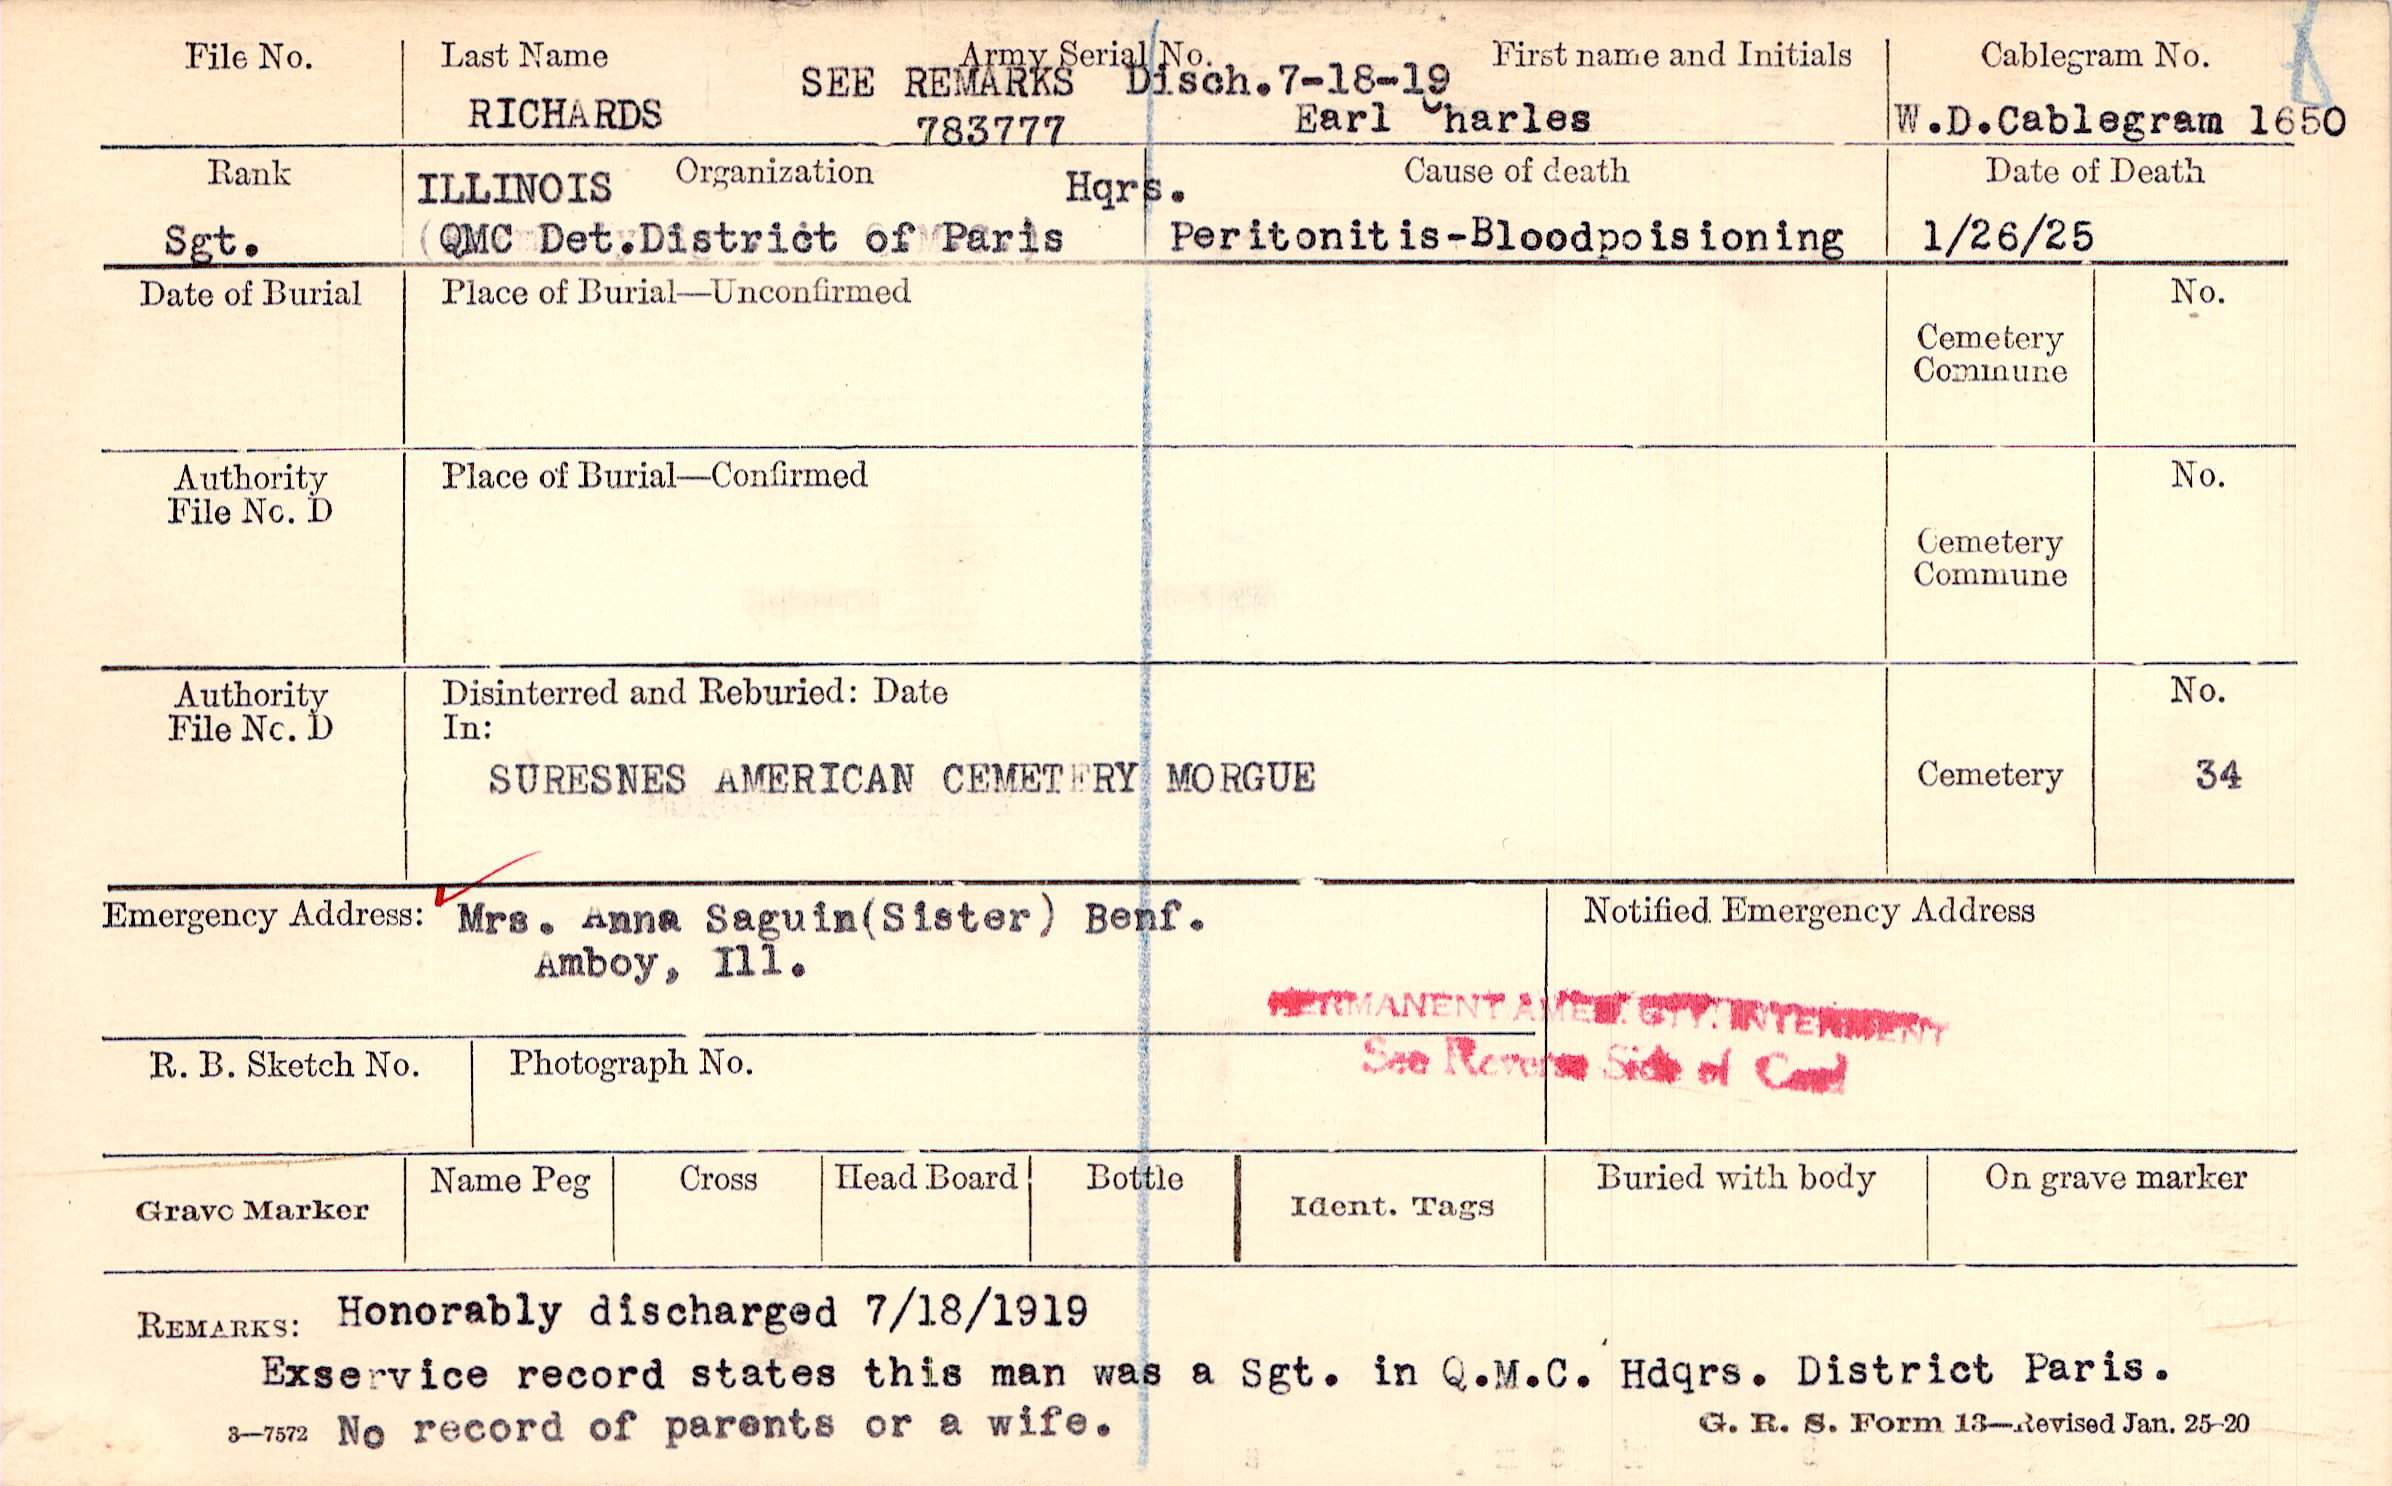 File No. Last Name Army Serial No. First name and Initials Cablegram No.
SEE REMARKS Disch.7-18-19
RICHARDS 783777 Earl Charles W.D.Cablegram 1650
Rank Organization Cause of death Date of Death
ILLINOIS Hqrs.
Sgt. (QMC Det.District of Paris Peritonitis-Bloodpoisioning 1/26/25
Date of Burial Place of Burial—Unconfirmed No.
Cemetery
Commune
Authority Place of Burial—Confirmed No.
File No. D
Cemetery
Commune
Authority Disinterred and Reburied: Date No.
File No. D In:
SURESNES AMERICAN CEMETERY MORGUE Cemetery 34
Emergency Address: Mrs. Anna Saguin(Sister) Benf. Notified Emergency Address
Amboy, Ill.
PERMANENT AMER. CTY. INTERMENT
See Reverse Side of Card
R. B. Sketch No. Photograph No.
Grave Marker Name Peg Cross Head Board Bottle Ident. Tags Buried with body On grave marker
REMARKS: Honorably discharged 7/18/1919
Exservice record states this man was a Sgt. in Q.M.C. Hdqrs. District Paris.
3—7572 No record of parents or a wife. G. R. S. Form 13—Revised Jan. 25-20